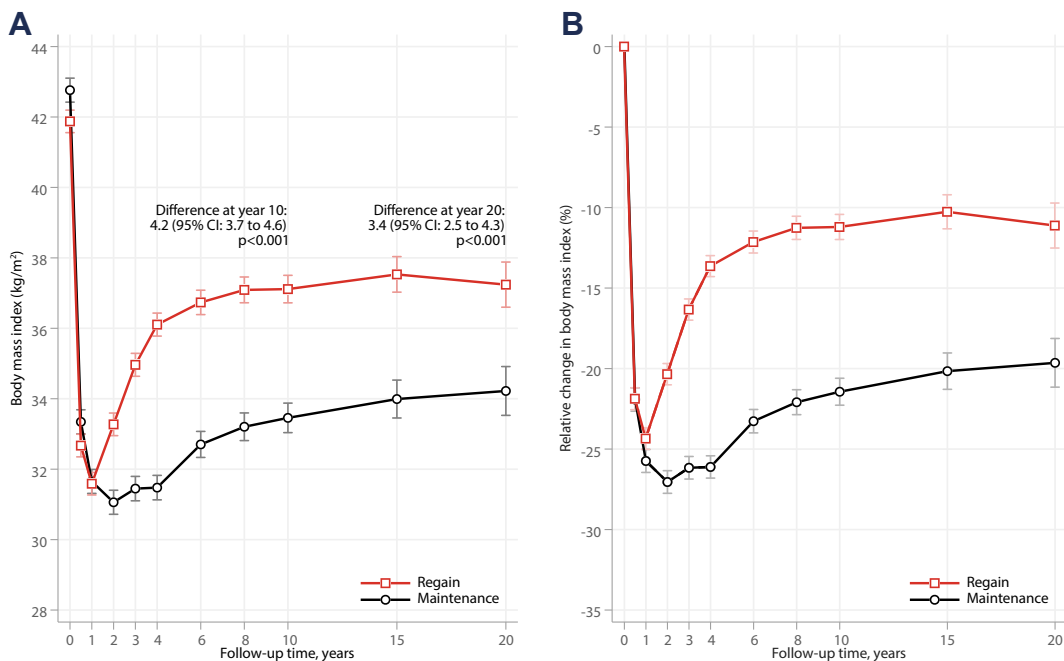 A
44
42
40
38
36
34
32
30
28
Body mass index (kg/m²)
Difference at year 10:
4.2 (95% CI: 3.7 to 4.6)
p<0.001
Difference at year 20:
3.4 (95% CI: 2.5 to 4.3)
p<0.001
Regain
Maintenance
0 1 2 3 4 6 8 10 15 20
Follow-up time, years
B
0
-5
-10
-15
-20
-25
-30
-35
Relative change in body mass index (%)
Regain
Maintenance
0 1 2 3 4 6 8 10 15 20
Follow-up time, years